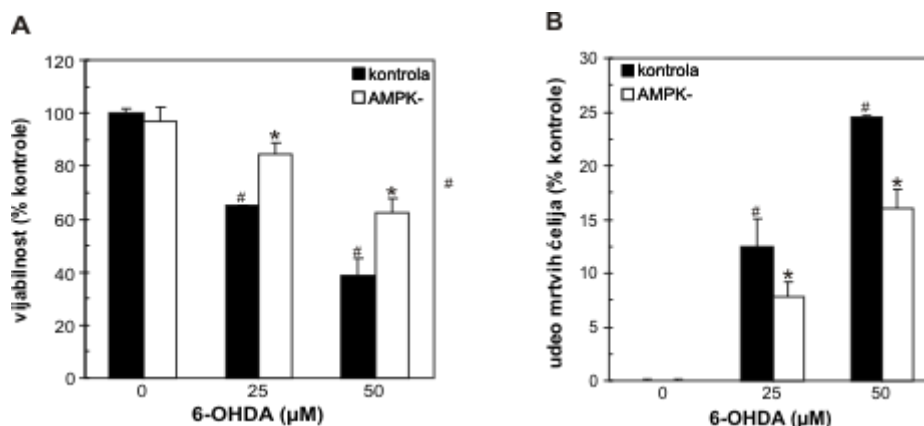 A
vijabilnost (% kontrole)
120
100
80
60
40
20
0
kontrola
AMPK-
#
*
#
*
#
0
25
50
6-OHDA (µM)
B
udeo mrtvih ćelija (% kontrole)
30
25
20
15
10
5
0
kontrola
AMPK-
#
*
#
*
0
25
50
6-OHDA (µM)